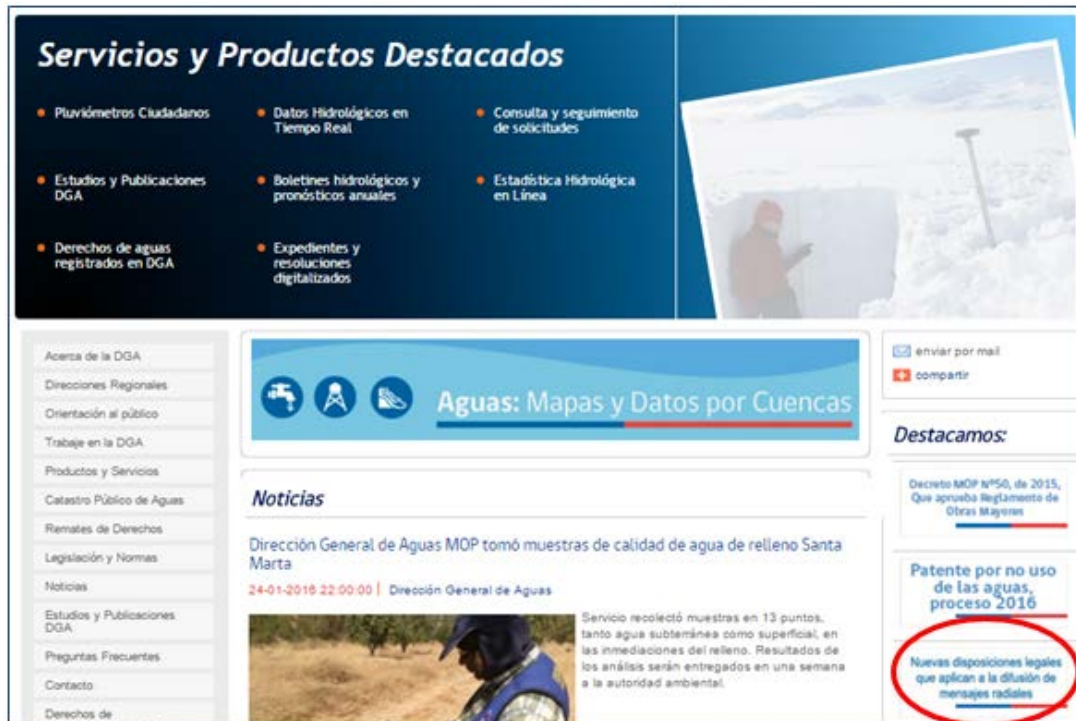 Servicios y Productos Destacados
Pluviómetros Ciudadanos
Datos Hidrológicos en
Tiempo Real
Consulta y seguimiento
de solicitudes
Estudios y Publicaciones
DGA
Boletines hidrológicos y
pronósticos anuales
Estadística Hidrológica
en Línea
Derechos de aguas
registrados en DGA
Expedientes y
resoluciones
digitalizados
Acerca de la DGA
Direcciones Regionales
Orientación al público
Trabaje en la DGA
Productos y Servicios
Catastro Público de Aguas
Remates de Derechos
Legislación y Normas
Noticias
Estudios y Publicaciones
DGA
Preguntas Frecuentes
Contacto
Derechos de
Aguas: Mapas y Datos por Cuencas
Noticias
Dirección General de Aguas MOP tomó muestras de calidad de agua de relleno Santa
Marta
24-01-2016 22:00:00 | Dirección General de Aguas
Servicio recolectó muestras en 13 puntos,
tanto agua subterránea como superficial, en
las inmediaciones del relleno. Resultados de
los análisis serán entregados en una semana
a la autoridad ambiental.
enviar por mail
compartir
Destacamos:
Decreto MOP Nº50, de 2015,
Que aprueba Reglamento de
Obras Mayores
Patente por no uso
de las aguas,
proceso 2016
Nuevas disposiciones legales
que aplican a la difusión de
mensajes radiales